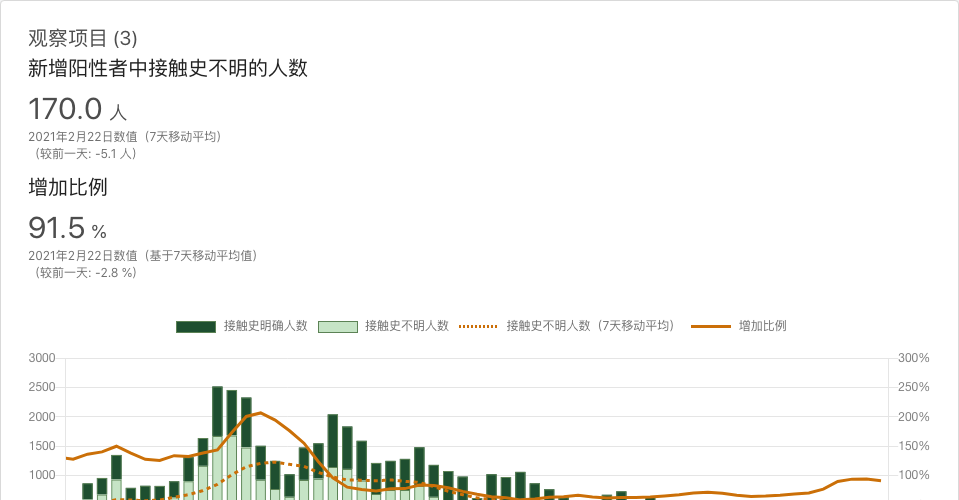 观察项目 (3)
新增阳性者中接触史不明的人数
170.0 人
2021年2月22日数值（7天移动平均）
（较前一天: -5.1 人）
增加比例
91.5 %
2021年2月22日数值（基于7天移动平均值）
（较前一天: -2.8 %）
接触史明确人数 接触史不明人数 接触史不明人数（7天移动平均） 增加比例
3000 300%
2500 250%
2000 200%
1500 150%
1000 100%